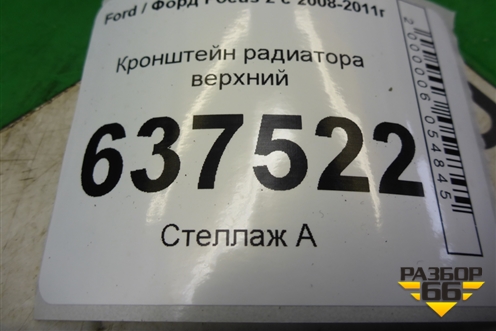 Ford / Форд Focus 2 с 2008-2011г
Кронштейн радиатора
верхний
637522
Стеллаж А
2000006054845
РАЗБОР
66